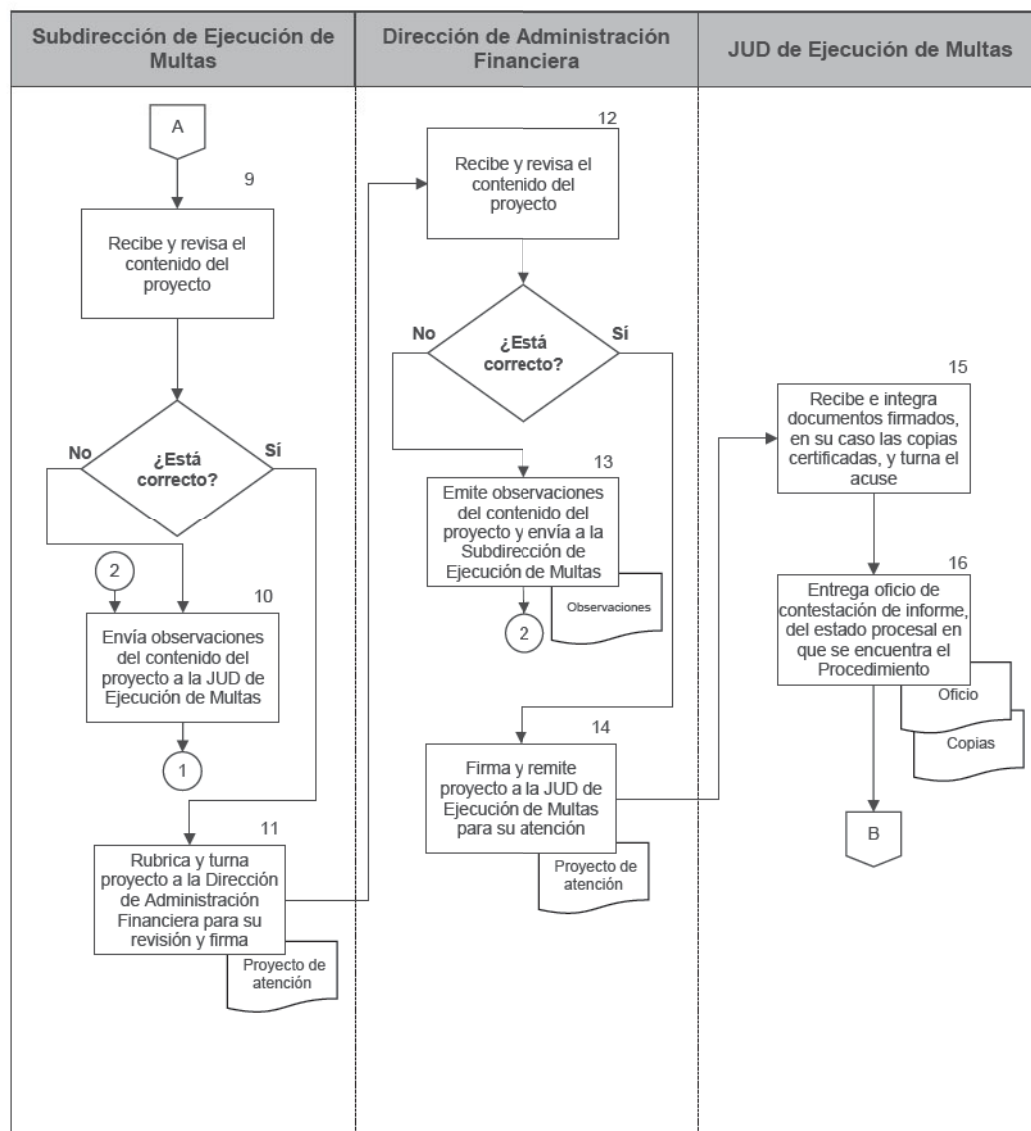 Subdirección de Ejecución de
Multas
Dirección de Administración
Financiera
JUD de Ejecución de Multas
A
9
Recibe y revisa el
contenido del
proyecto
¿Está
correcto?
No
Sí
2
10
Envía observaciones
del contenido del
proyecto a la JUD de
Ejecución de Multas
1
11
Rubrica y turna
proyecto a la Dirección
de Administración
Financiera para su
revisión y firma
Proyecto de
atención
12
Recibe y revisa el
contenido del
proyecto
No
Sí
¿Está
correcto?
13
Emite observaciones
del contenido del
proyecto y envía a la
Subdirección de
Ejecución de Multas
Observaciones
2
14
Firma y remite
proyecto a la JUD de
Ejecución de Multas
para su atención
Proyecto de
atención
15
Recibe e integra
documentos firmados,
en su caso las copias
certificadas, y turna el
acuse
16
Entrega oficio de
contestación de informe,
del estado procesal en
que se encuentra el
Procedimiento
Oficio
Copias
B